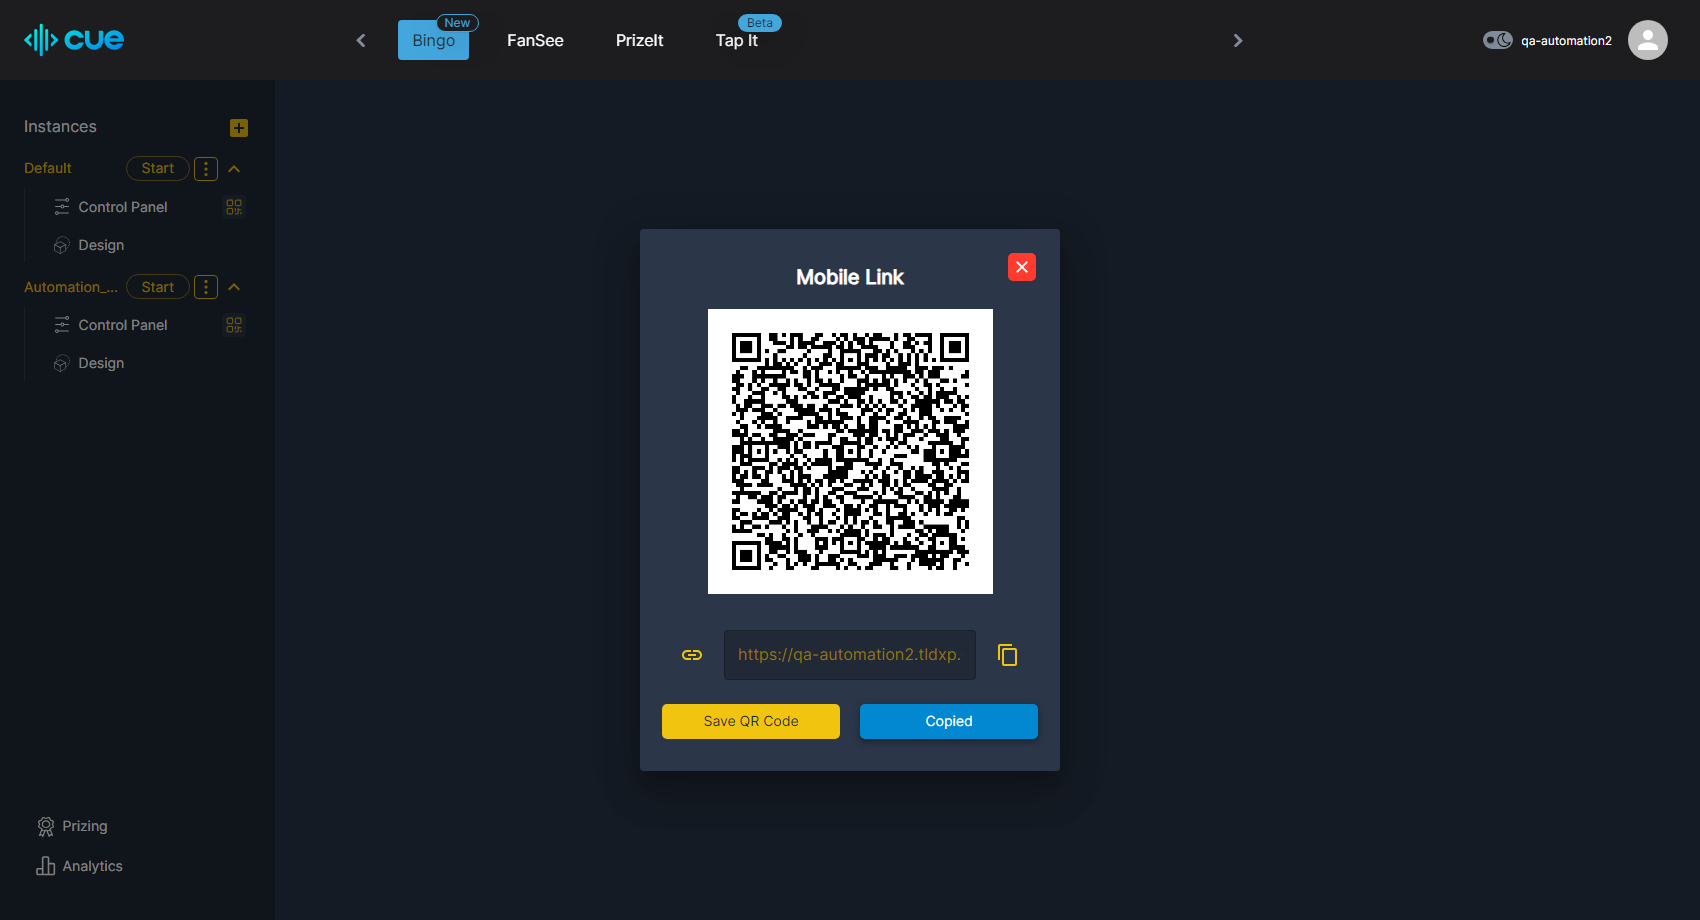 cue
Bingo
New
FanSee
PrizeIt
Tap It
Beta
qa-automation2
Instances
Default
Start
Control Panel
Design
Automation_...
Start
Control Panel
Design
Mobile Link
https://qa-automation2.tldxp.
Save QR Code
Copied
Prizing
Analytics